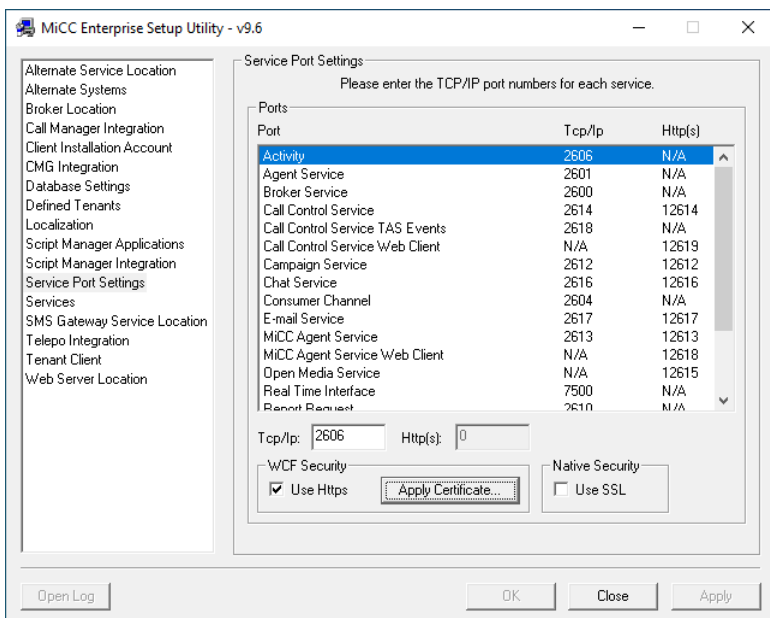 MiCC Enterprise Setup Utility - v9.6
Alternate Service Location
Alternate Systems
Broker Location
Call Manager Integration
Client Installation Account
CMG Integration
Database Settings
Defined Tenants
Localization
Script Manager Applications
Script Manager Integration
Service Port Settings
Services
SMS Gateway Service Location
Telepo Integration
Tenant Client
Web Server Location
Service Port Settings
Please enter the TCP/IP port numbers for each service.
Ports
Port Tcp/Ip Http(s)
Activity 2606 N/A
Agent Service 2601 N/A
Broker Service 2600 N/A
Call Control Service 2614 12614
Call Control Service TAS Events 2618 N/A
Call Control Service Web Client N/A 12619
Campaign Service 2612 12612
Chat Service 2616 12616
Consumer Channel 2604 N/A
E-mail Service 2617 12617
MiCC Agent Service 2613 12613
MiCC Agent Service Web Client N/A 12618
Open Media Service N/A 12615
Real Time Interface 7500 N/A
Report Request 2610 N/A
Tcp/Ip: 2606 Http(s): 0
WCF Security
Use Https Apply Certificate...
Native Security
Use SSL
Open Log OK Close Apply